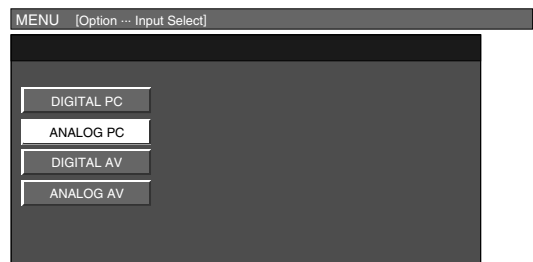 MENU [Option ··· Input Select]
DIGITAL PC
ANALOG PC
DIGITAL AV
ANALOG AV